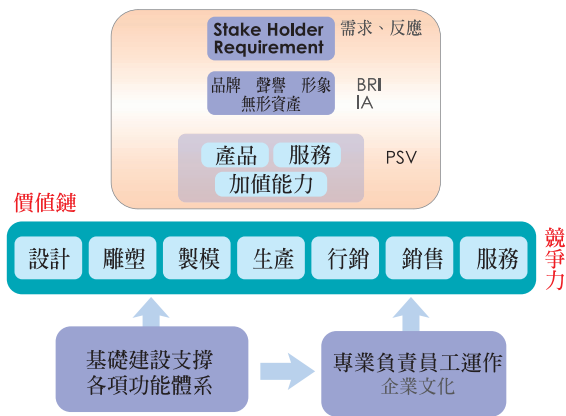 Stake Holder
Requirement
需求、反應
品牌 聲譽 形象
無形資產
BRI
IA
產品 服務
加值能力
PSV
價值鏈
設計 雕塑 製模 生產 行銷 銷售 服務
競爭力
基礎建設支撐
各項功能體系
專業負責員工運作
企業文化